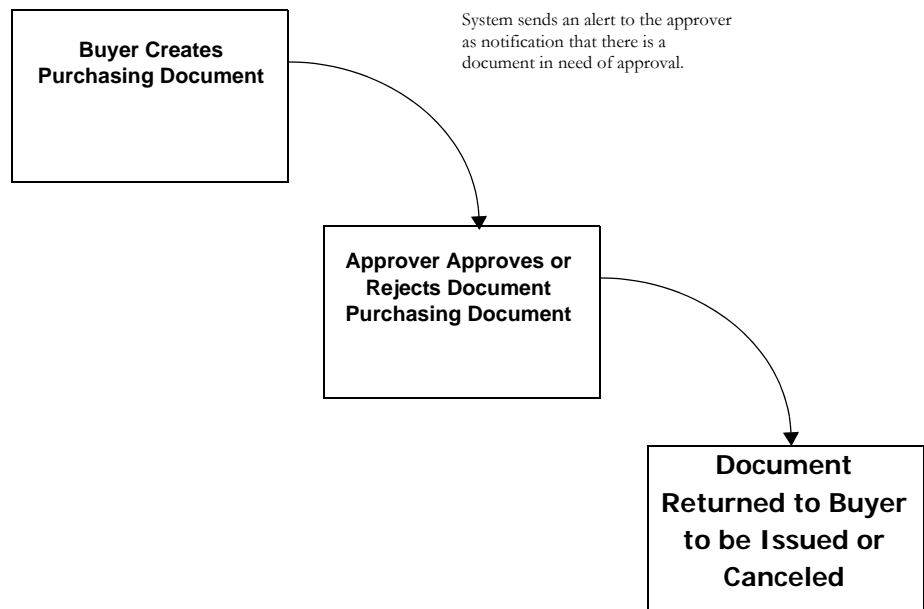 Buyer Creates
Purchasing Document
System sends an alert to the approver
as notification that there is a
document in need of approval.
Approver Approves or
Rejects Document
Purchasing Document
Document
Returned to Buyer
to be Issued or
Canceled